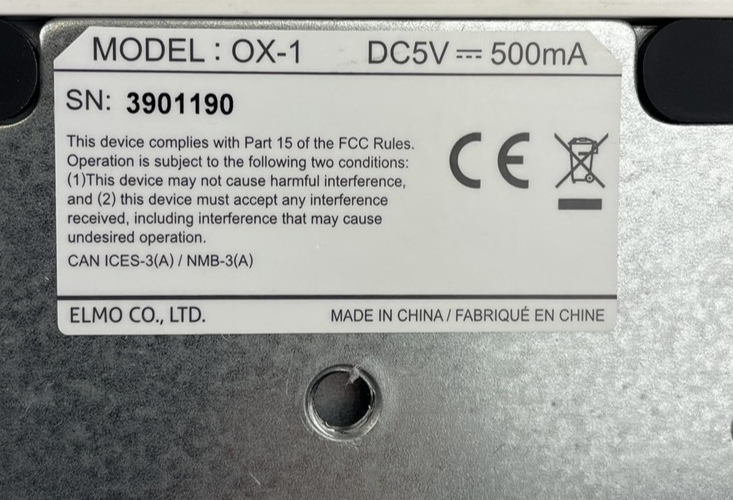 MODEL : OX-1 DC5V ⎓ 500mA
SN: 3901190
This device complies with Part 15 of the FCC Rules.
Operation is subject to the following two conditions:
(1)This device may not cause harmful interference,
and (2) this device must accept any interference
received, including interference that may cause
undesired operation.
CAN ICES-3(A) / NMB-3(A)
CE
ELMO CO., LTD. MADE IN CHINA / FABRIQUÉ EN CHINE